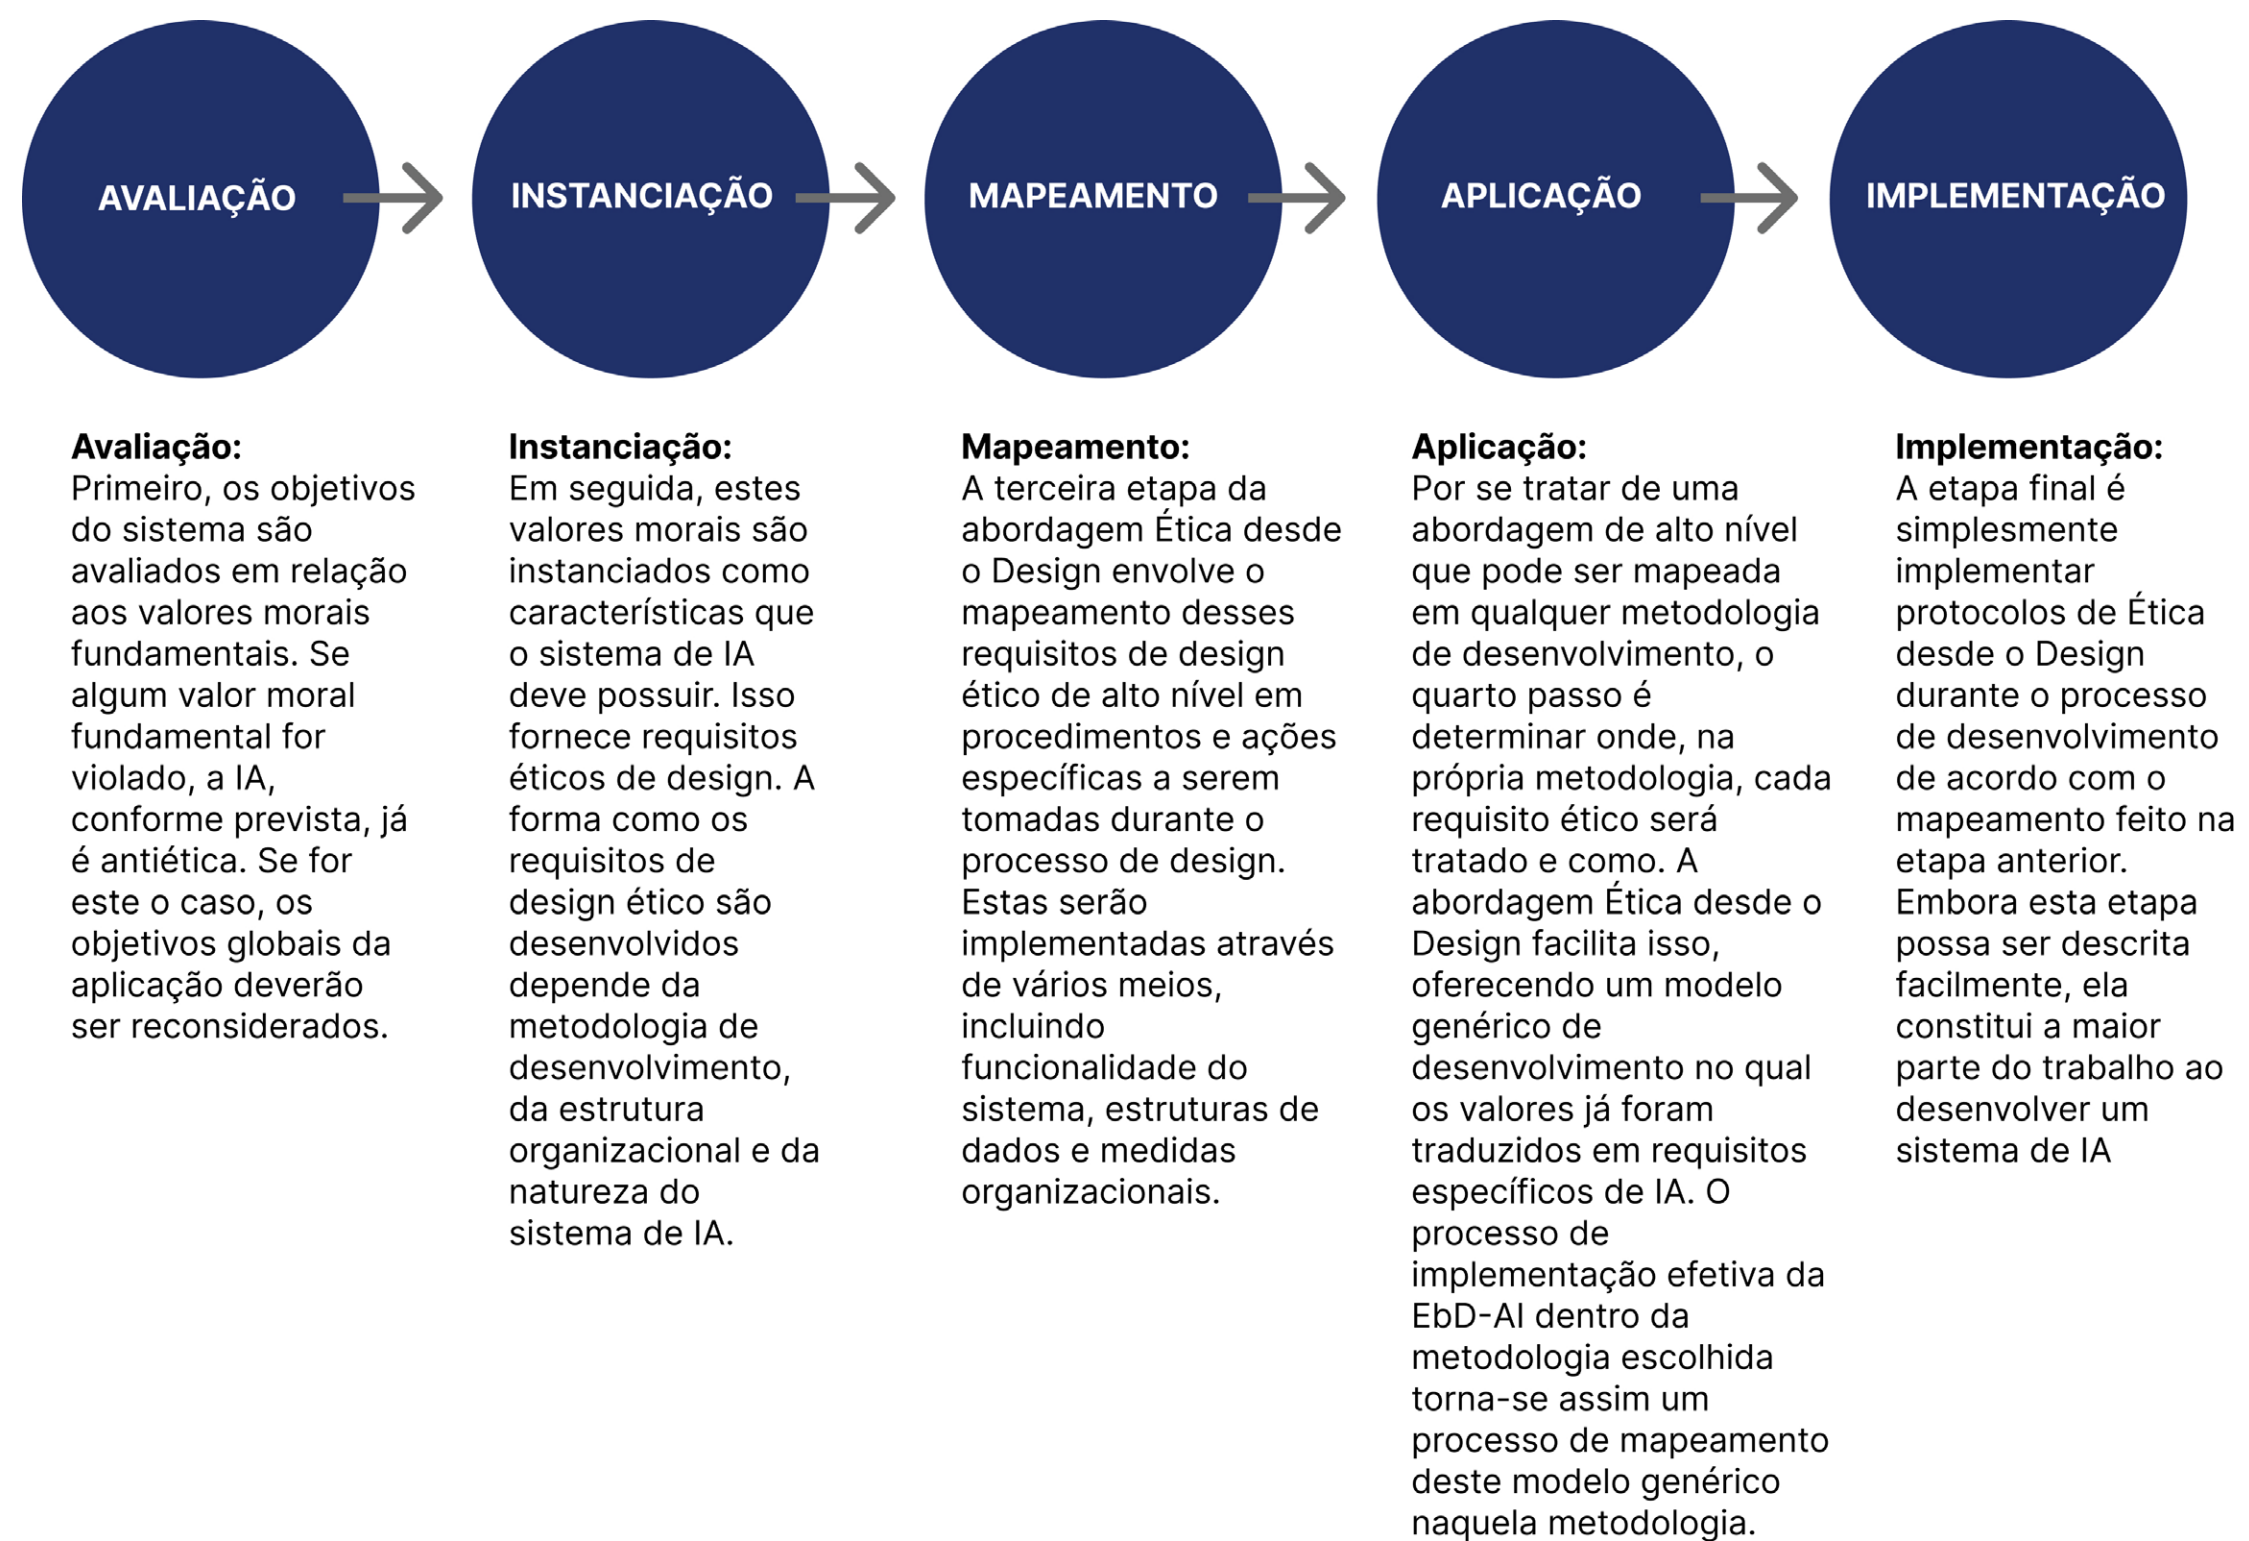 AVALIAÇÃO
INSTANCIAÇÃO
MAPEAMENTO
APLICAÇÃO
IMPLEMENTAÇÃO
Avaliação:
Primeiro, os objetivos
do sistema são
avaliados em relação
aos valores morais
fundamentais. Se
algum valor moral
fundamental for
violado, a IA,
conforme prevista, já
é antiética. Se for
este o caso, os
objetivos globais da
aplicação deverão
ser reconsiderados.
Instanciação:
Em seguida, estes
valores morais são
instanciados como
características que
o sistema de IA
deve possuir. Isso
fornece requisitos
éticos de design. A
forma como os
requisitos de
design ético são
desenvolvidos
depende da
metodologia de
desenvolvimento,
da estrutura
organizacional e da
natureza do
sistema de IA.
Mapeamento:
A terceira etapa da
abordagem Ética desde
o Design envolve o
mapeamento desses
requisitos de design
ético de alto nível em
procedimentos e ações
específicas a serem
tomadas durante o
processo de design.
Estas serão
implementadas através
de vários meios,
incluindo
funcionalidade do
sistema, estruturas de
dados e medidas
organizacionais.
Aplicação:
Por se tratar de uma
abordagem de alto nível
que pode ser mapeada
em qualquer metodologia
de desenvolvimento, o
quarto passo é
determinar onde, na
própria metodologia, cada
requisito ético será
tratado e como. A
abordagem Ética desde o
Design facilita isso,
oferecendo um modelo
genérico de
desenvolvimento no qual
os valores já foram
traduzidos em requisitos
específicos de IA. O
processo de
implementação efetiva da
EbD-AI dentro da
metodologia escolhida
torna-se assim um
processo de mapeamento
deste modelo genérico
naquela metodologia.
Implementação:
A etapa final é
simplesmente
implementar
protocolos de Ética
desde o Design
durante o processo
de desenvolvimento
de acordo com o
mapeamento feito na
etapa anterior.
Embora esta etapa
possa ser descrita
facilmente, ela
constitui a maior
parte do trabalho ao
desenvolver um
sistema de IA